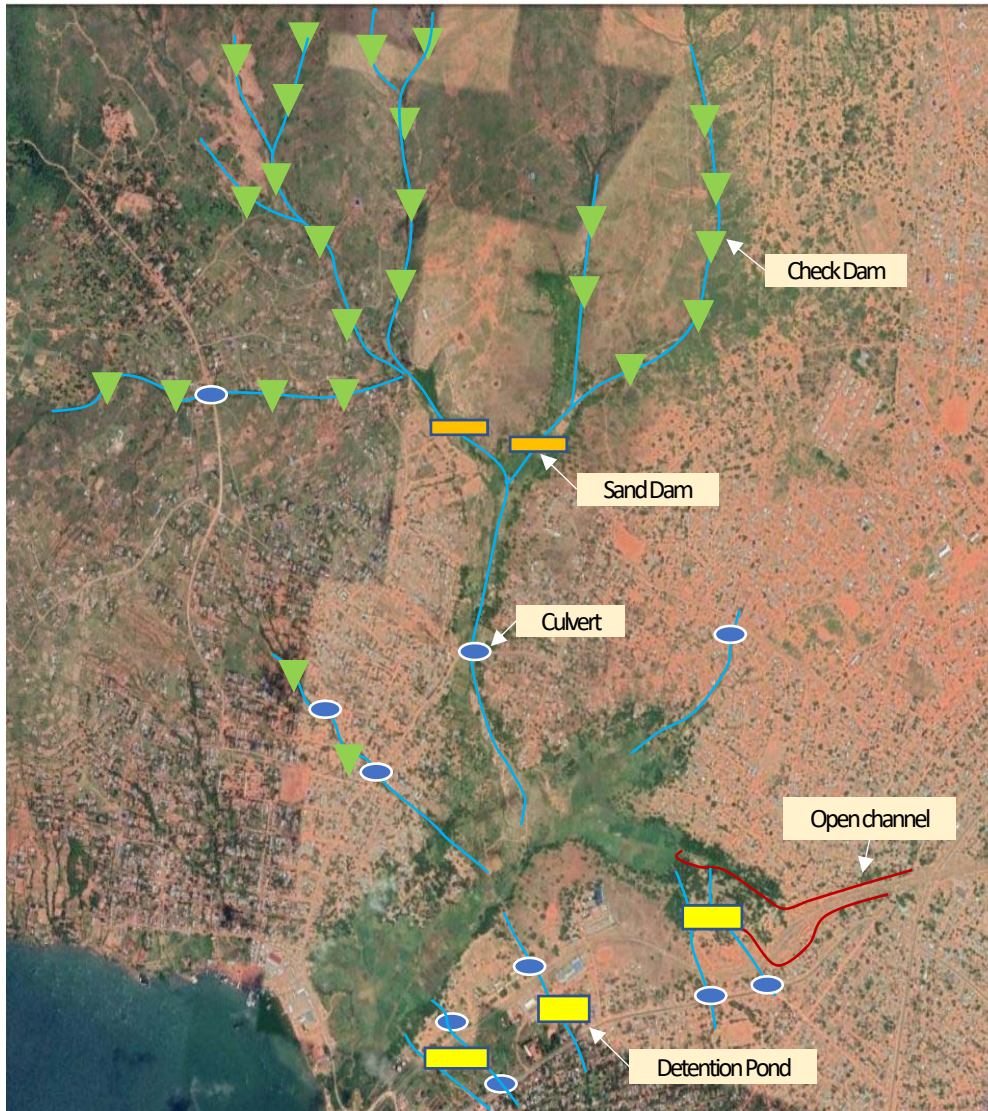 Check Dam
Sand Dam
Culvert
Open channel
Detention Pond